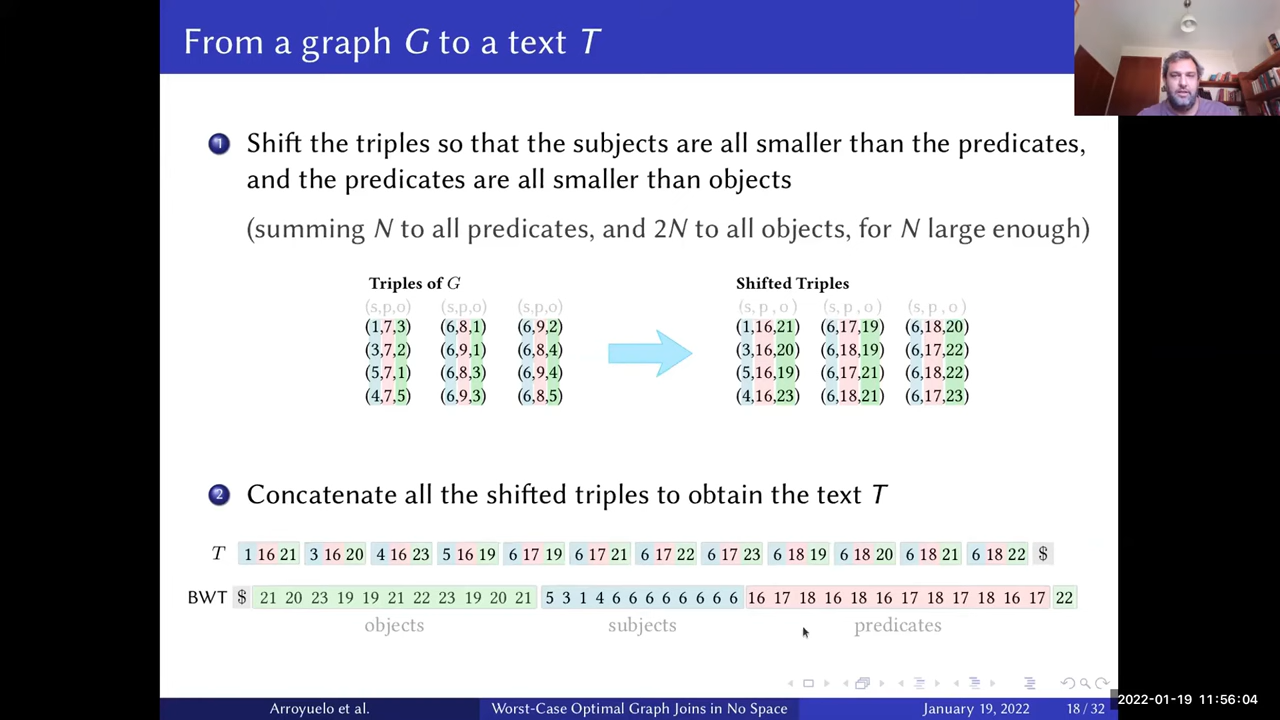 From a graph G to a text T
1 Shift the triples so that the subjects are all smaller than the predicates,
and the predicates are all smaller than objects
(summing N to all predicates, and 2N to all objects, for N large enough)
Triples of G Shifted Triples
(s,p,o) (s,p,o) (s,p,o) (s, p , o ) (s, p , o ) (s, p , o )
(1,7,3) (6,8,1) (6,9,2) (1,16,21) (6,17,19) (6,18,20)
(3,7,2) (6,9,1) (6,8,4) (3,16,20) (6,18,19) (6,17,22)
(5,7,1) (6,8,3) (6,9,4) (5,16,19) (6,17,21) (6,18,22)
(4,7,5) (6,9,3) (6,8,5) (4,16,23) (6,18,21) (6,17,23)
2 Concatenate all the shifted triples to obtain the text T
T 1 16 21 3 16 20 4 16 23 5 16 19 6 17 19 6 17 21 6 17 22 6 17 23 6 18 19 6 18 20 6 18 21 6 18 22 $
BWT $ 21 20 23 19 19 21 22 23 19 20 21 5 3 1 4 6 6 6 6 6 6 6 6 16 17 18 16 18 16 17 18 17 18 16 17 22
objects subjects predicates
Arroyuelo et al. Worst-Case Optimal Graph Joins in No Space January 19, 2022 18 / 32
2022-01-19 11:56:04